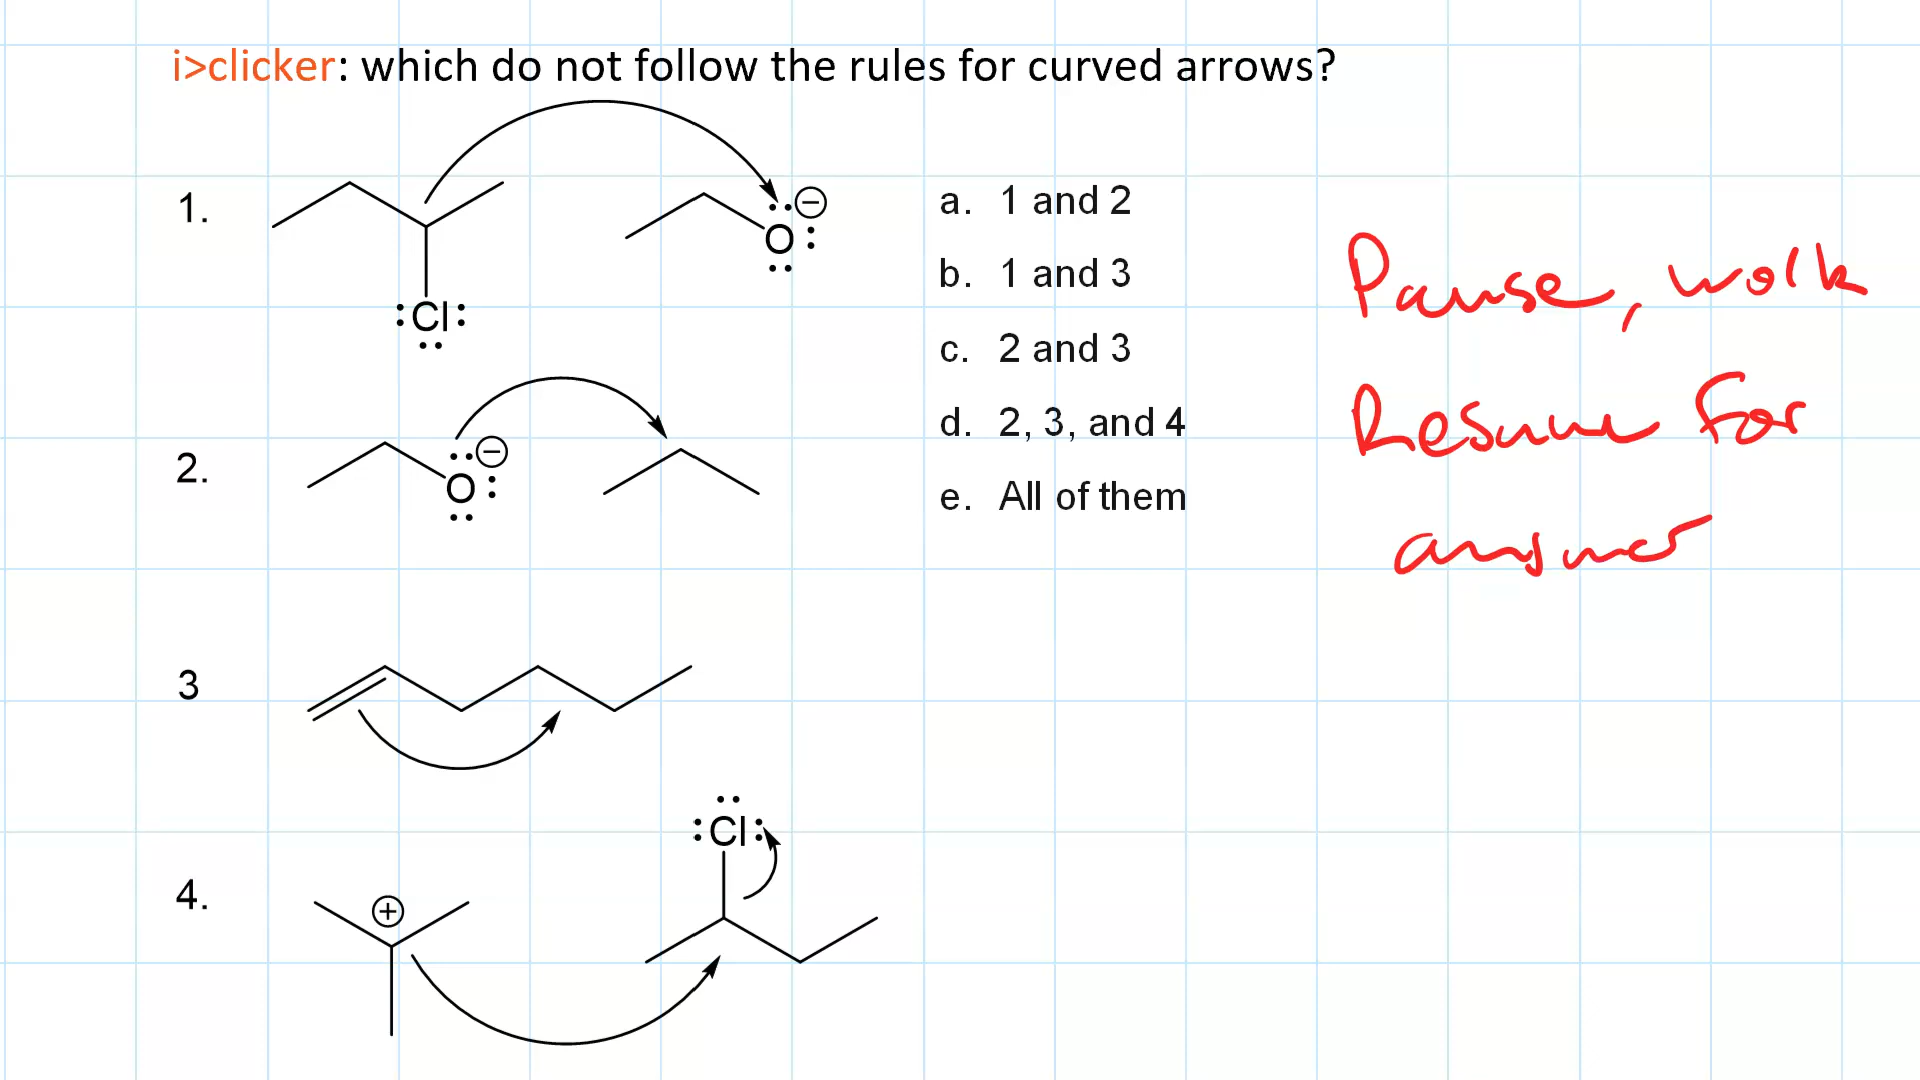 i>clicker: which do not follow the rules for curved arrows?
1.
:Cl:
O
⊖
a. 1 and 2
b. 1 and 3
c. 2 and 3
d. 2, 3, and 4
e. All of them
Pause, work
Resume for
answer
2.
O
⊖
3
4.
⊕
:Cl: